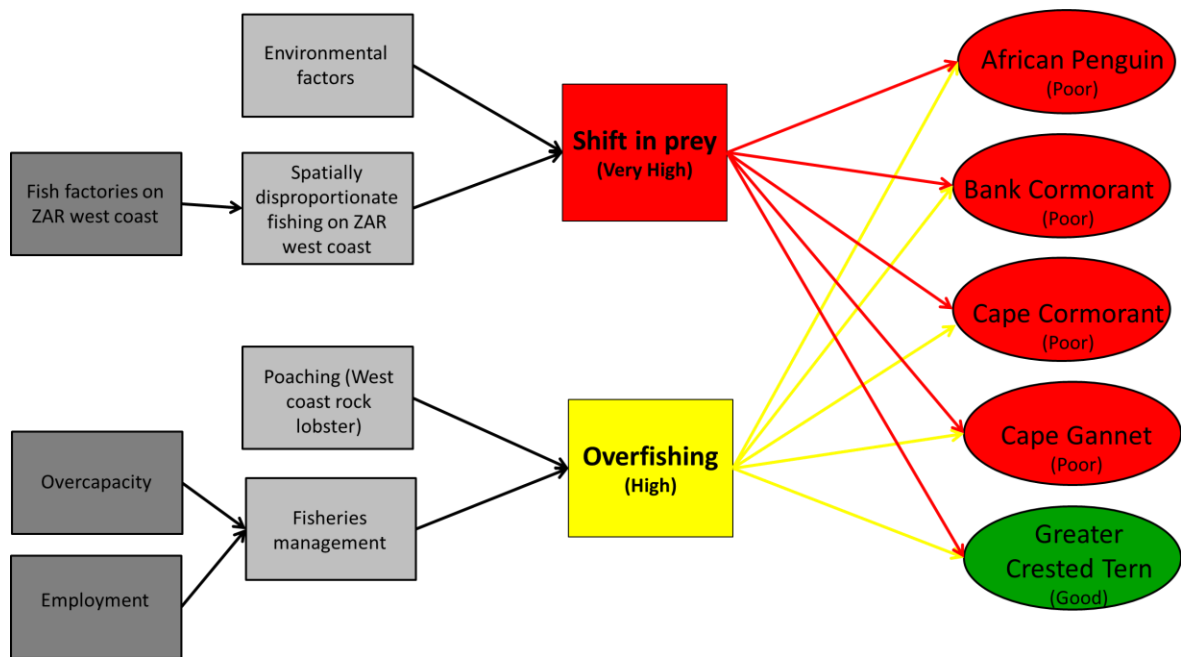 Environmental
factors
Fish factories on
ZAR west coast
Spatially
disproportionate
fishing on ZAR
west coast
Shift in prey
(Very High)
Poaching (West
coast rock
lobster)
Overcapacity
Employment
Fisheries
management
Overfishing
(High)
African Penguin
(Poor)
Bank Cormorant
(Poor)
Cape Cormorant
(Poor)
Cape Gannet
(Poor)
Greater
Crested Tern
(Good)